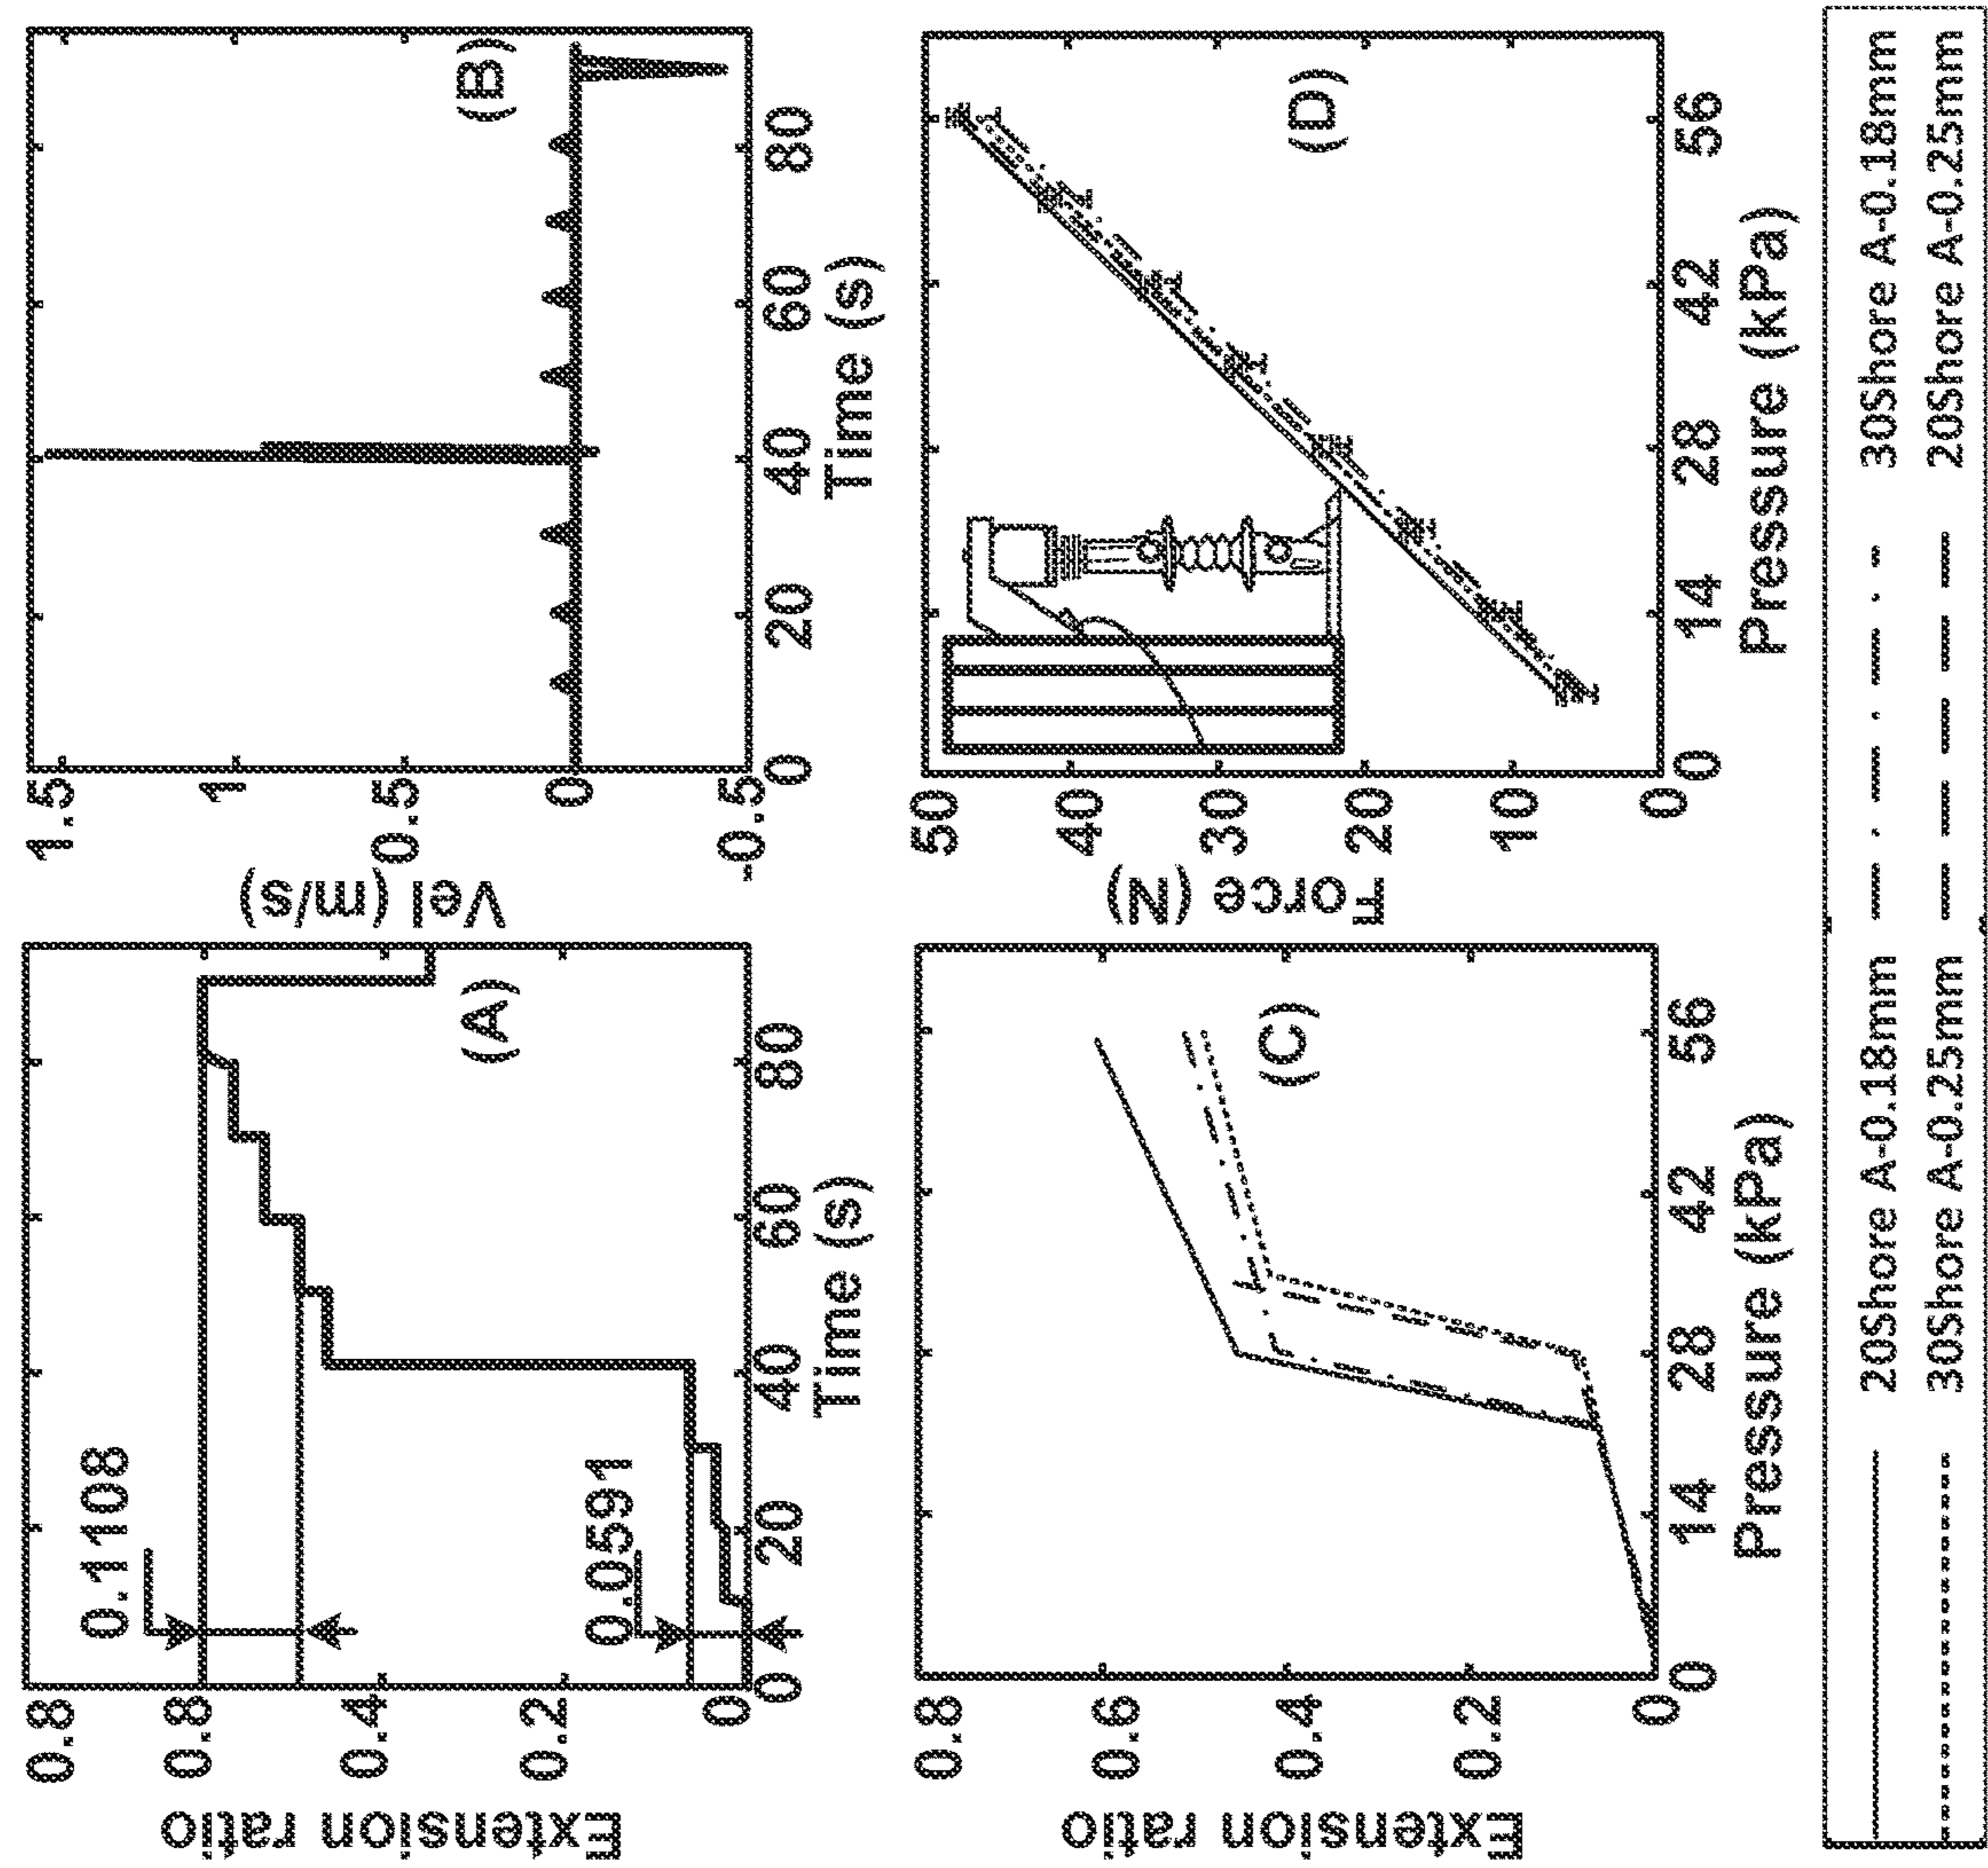 0.8
0.8
0.4
0.2
0
Extension ratio
0.1108
0.0591
(A)
0 20 40 60 80
Time (s)
1.5
1
0.5
0
-0.5
Vel (m/s)
(B)
0 20 40 60 80
Time (s)
0.8
0.6
0.4
0.2
0
Extension ratio
(C)
0 14 28 42 56
Pressure (kPa)
50
40
30
20
10
0
Force (N)
(D)
0 14 28 42 56
Pressure (kPa)
20Shore A-0.18mm 30Shore A-0.18mm
30Shore A-0.25mm 20Shore A-0.25mm